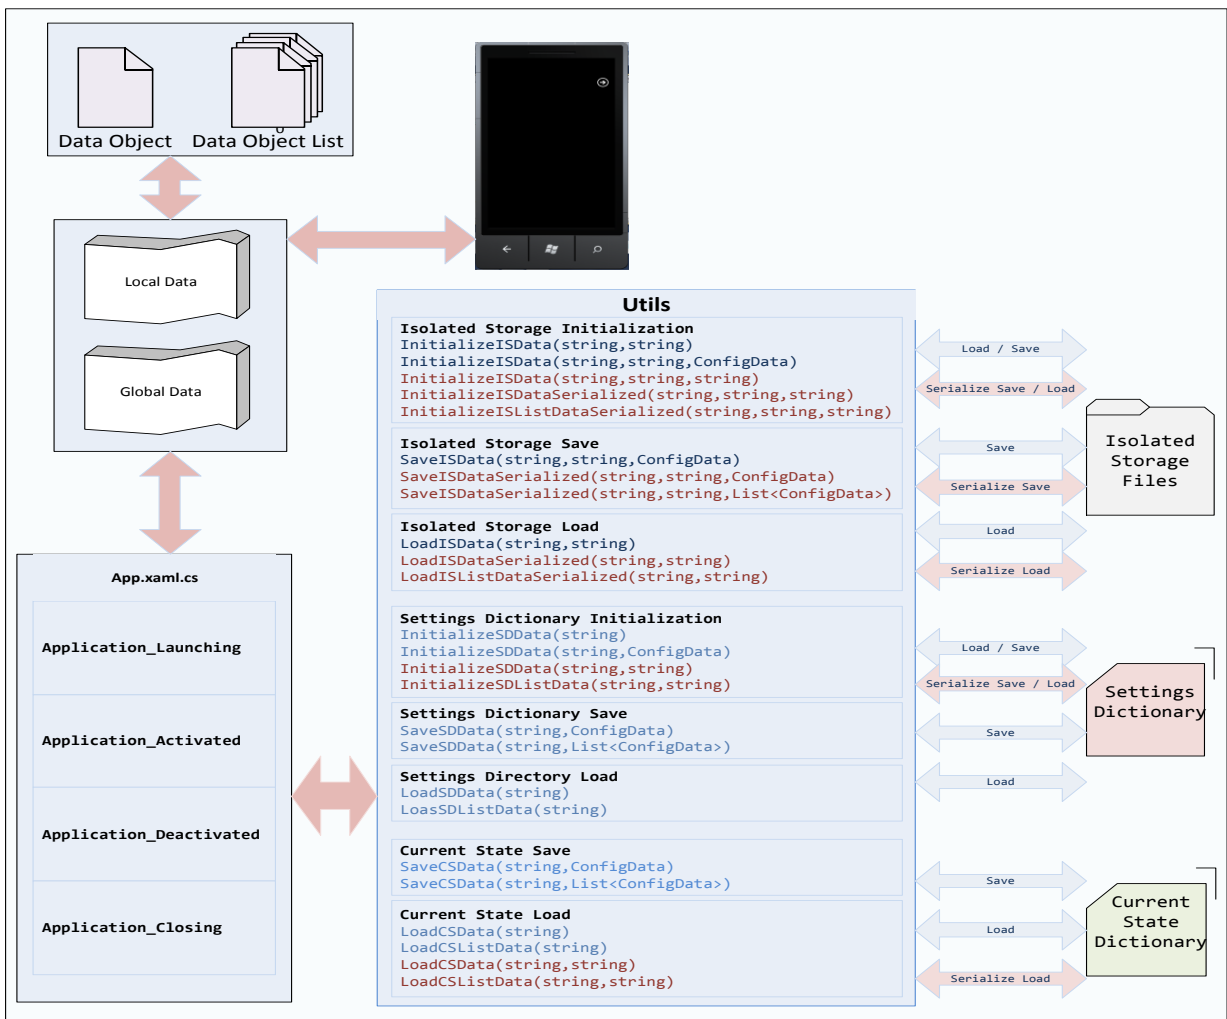 Data Object
Data Object List
Local Data
Global Data
App.xaml.cs
Application_Launching
Application_Activated
Application_Deactivated
Application_Closing
Utils
Isolated Storage Initialization
InitializeISData(string,string)
InitializeISData(string,string,ConfigData)
InitializeISData(string,string,string)
InitializeISDataSerialized(string,string,string)
InitializeISListDataSerialized(string,string,string)
Isolated Storage Save
SaveISData(string,string,ConfigData)
SaveISDataSerialized(string,string,ConfigData)
SaveISDataSerialized(string,string,List<ConfigData>)
Isolated Storage Load
LoadISData(string,string)
LoadISDataSerialized(string,string)
LoadISListDataSerialized(string,string)
Settings Dictionary Initialization
InitializeSDData(string)
InitializeSDData(string,ConfigData)
InitializeSDData(string,string)
InitializeSDListData(string,string)
Settings Dictionary Save
SaveSDData(string,ConfigData)
SaveSDData(string,List<ConfigData>)
Settings Directory Load
LoadSDData(string)
LoasSDListData(string)
Current State Save
SaveCSData(string,ConfigData)
SaveCSData(string,List<ConfigData>)
Current State Load
LoadCSData(string)
LoadCSListData(string)
LoadCSData(string,string)
LoadCSListData(string,string)
Load / Save
Serialize Save / Load
Save
Serialize Save
Load
Serialize Load
Load / Save
Serialize Save / Load
Save
Load
Save
Load
Serialize Load
Isolated
Storage
Files
Settings
Dictionary
Current
State
Dictionary